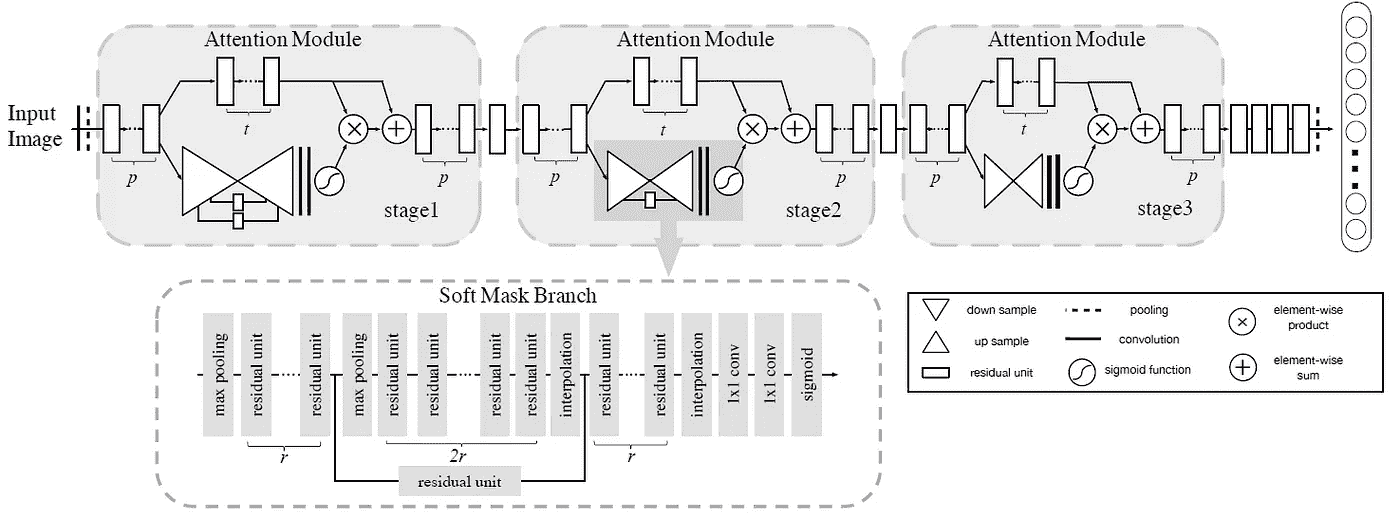 Attention Module
Attention Module
Attention Module
Input
Image
t
t
t
p
p
p
p
p
p
stage1
stage2
stage3
Soft Mask Branch
max pooling
residual unit
residual unit
max pooling
residual unit
residual unit
residual unit
residual unit
interpolation
residual unit
residual unit
interpolation
1x1 conv
1x1 conv
sigmoid
r
2r
r
residual unit
down sample
up sample
residual unit
pooling
convolution
sigmoid function
element-wise
product
element-wise
sum